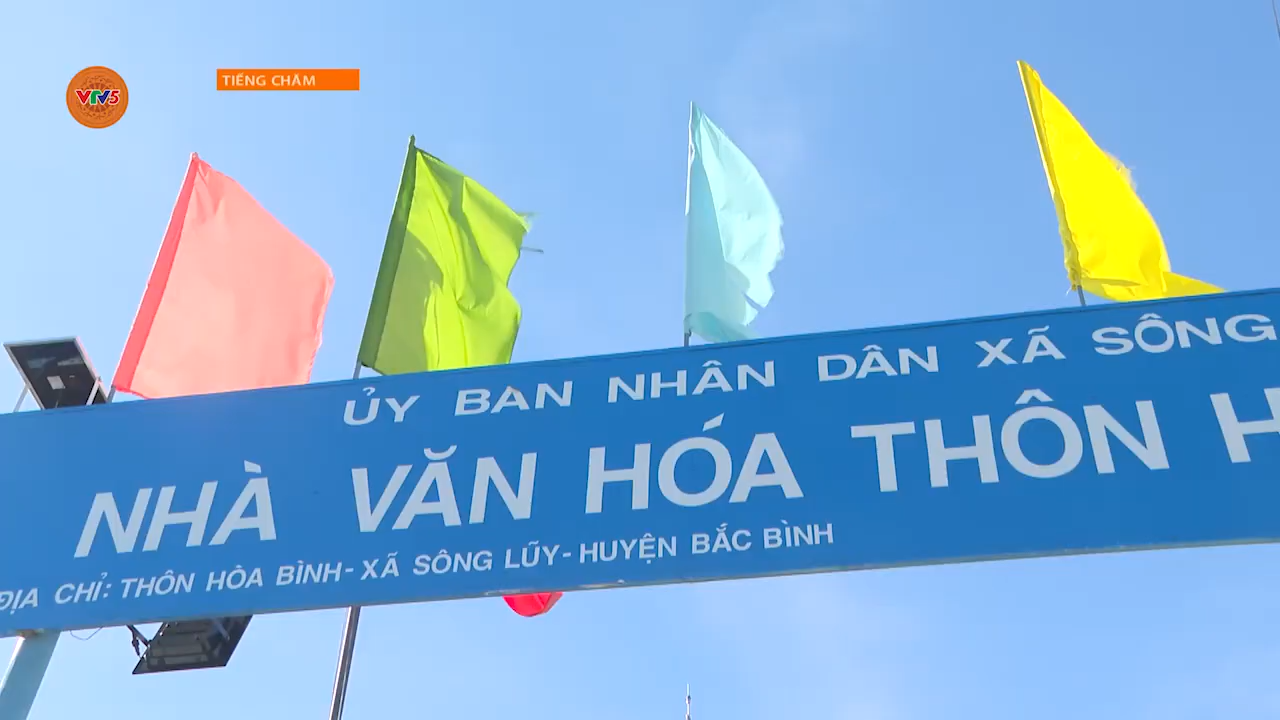 VTV5
TIẾNG CHĂM
ỦY BAN NHÂN DÂN XÃ SÔNG
NHÀ VĂN HÓA THÔN H
ĐỊA CHỈ: THÔN HÒA BÌNH - XÃ SÔNG LŨY - HUYỆN BẮC BÌNH